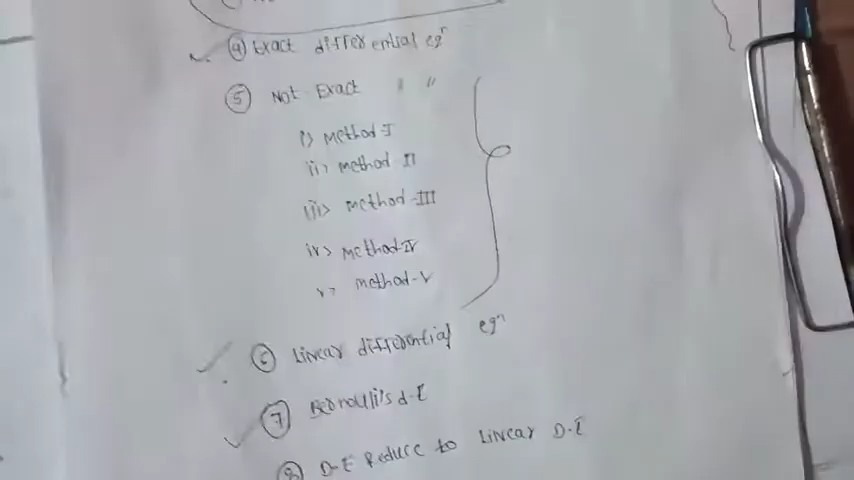 ④ Exact differential eqn
⑤ Not Exact " "
i) Method-I
ii) method II
iii) method-III
iv) Method-IV
v) method-V
⑥ Linear differential eqn
⑦ Bernoulli's d-E
⑧ D-E Reduce to Linear D-E